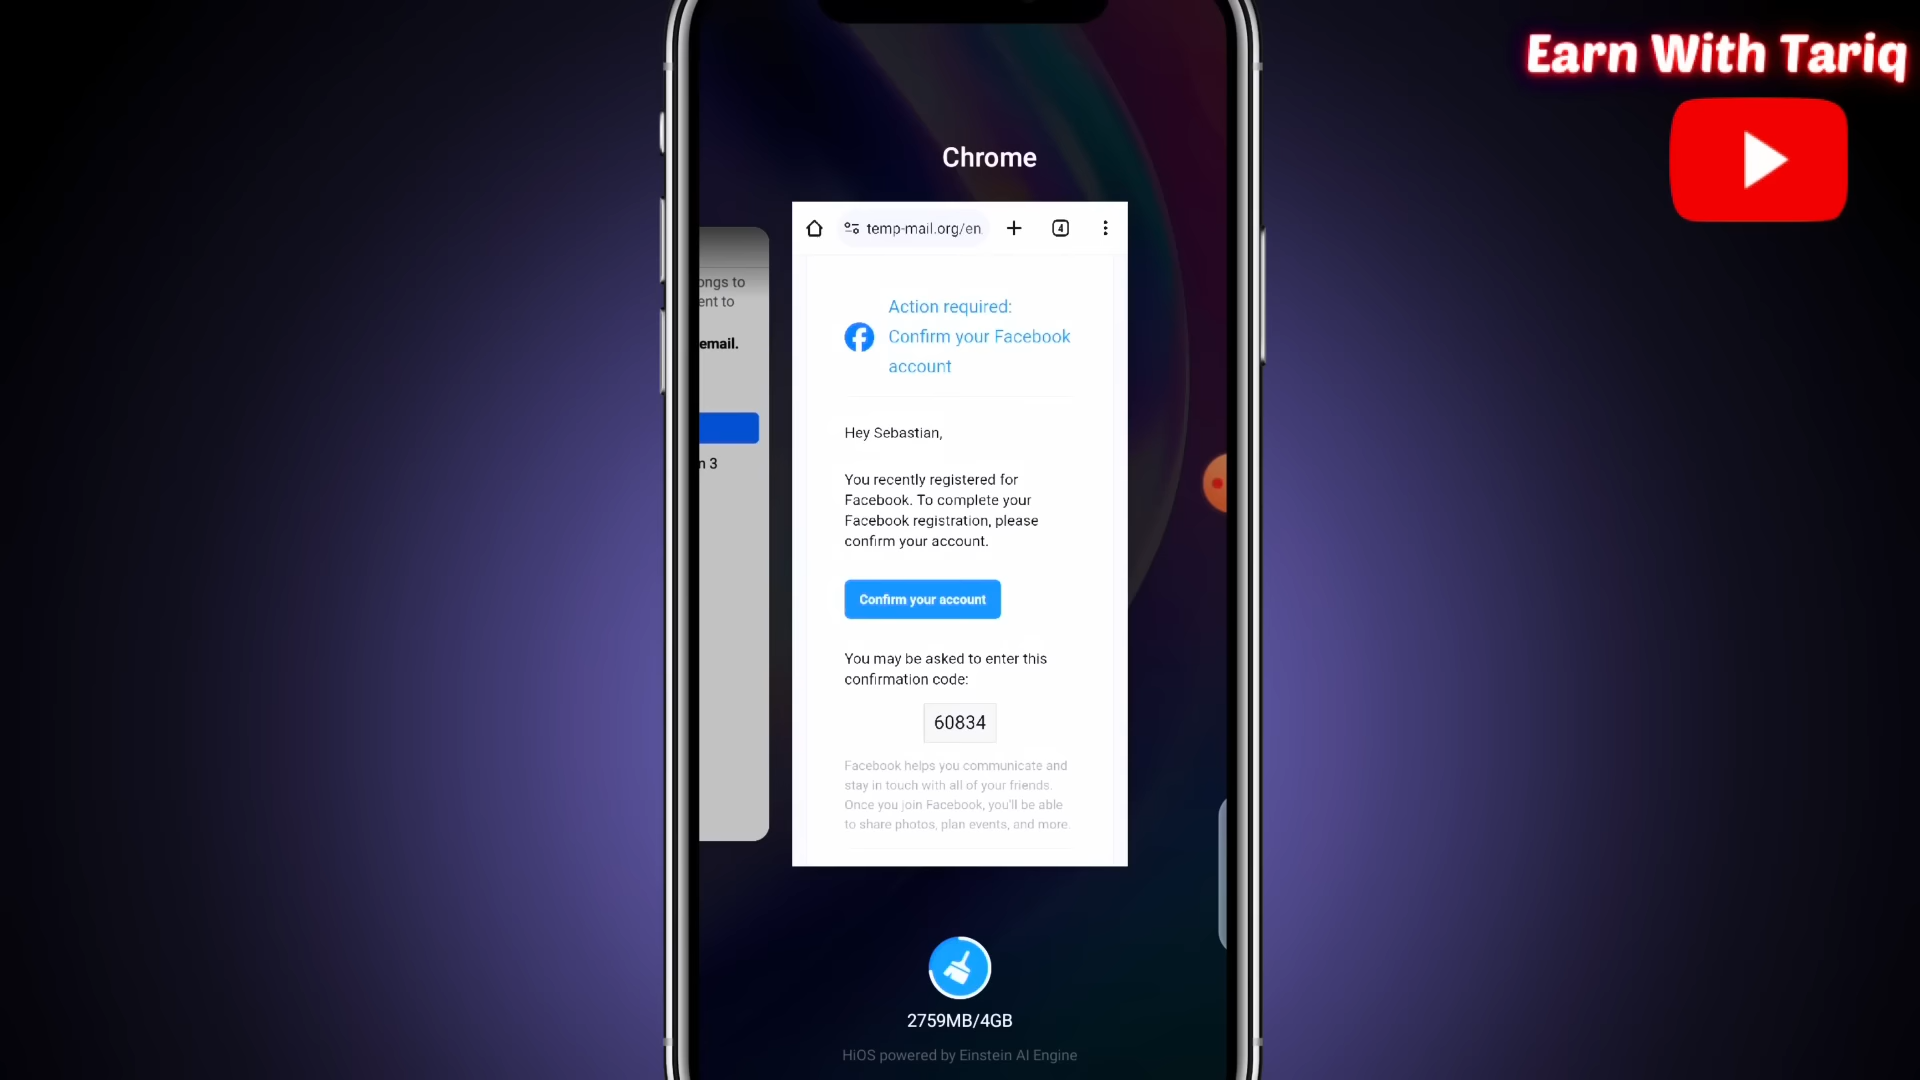 Earn With Tariq
Chrome
temp-mail.org/en
4
ongs to
ent to
email.
n 3
Action required:
Confirm your Facebook
account
Hey Sebastian,
You recently registered for
Facebook. To complete your
Facebook registration, please
confirm your account.
Confirm your account
You may be asked to enter this
confirmation code:
60834
Facebook helps you communicate and
stay in touch with all of your friends.
Once you join Facebook, you'll be able
to share photos, plan events, and more.
2759MB/4GB
HiOS powered by Einstein AI Engine